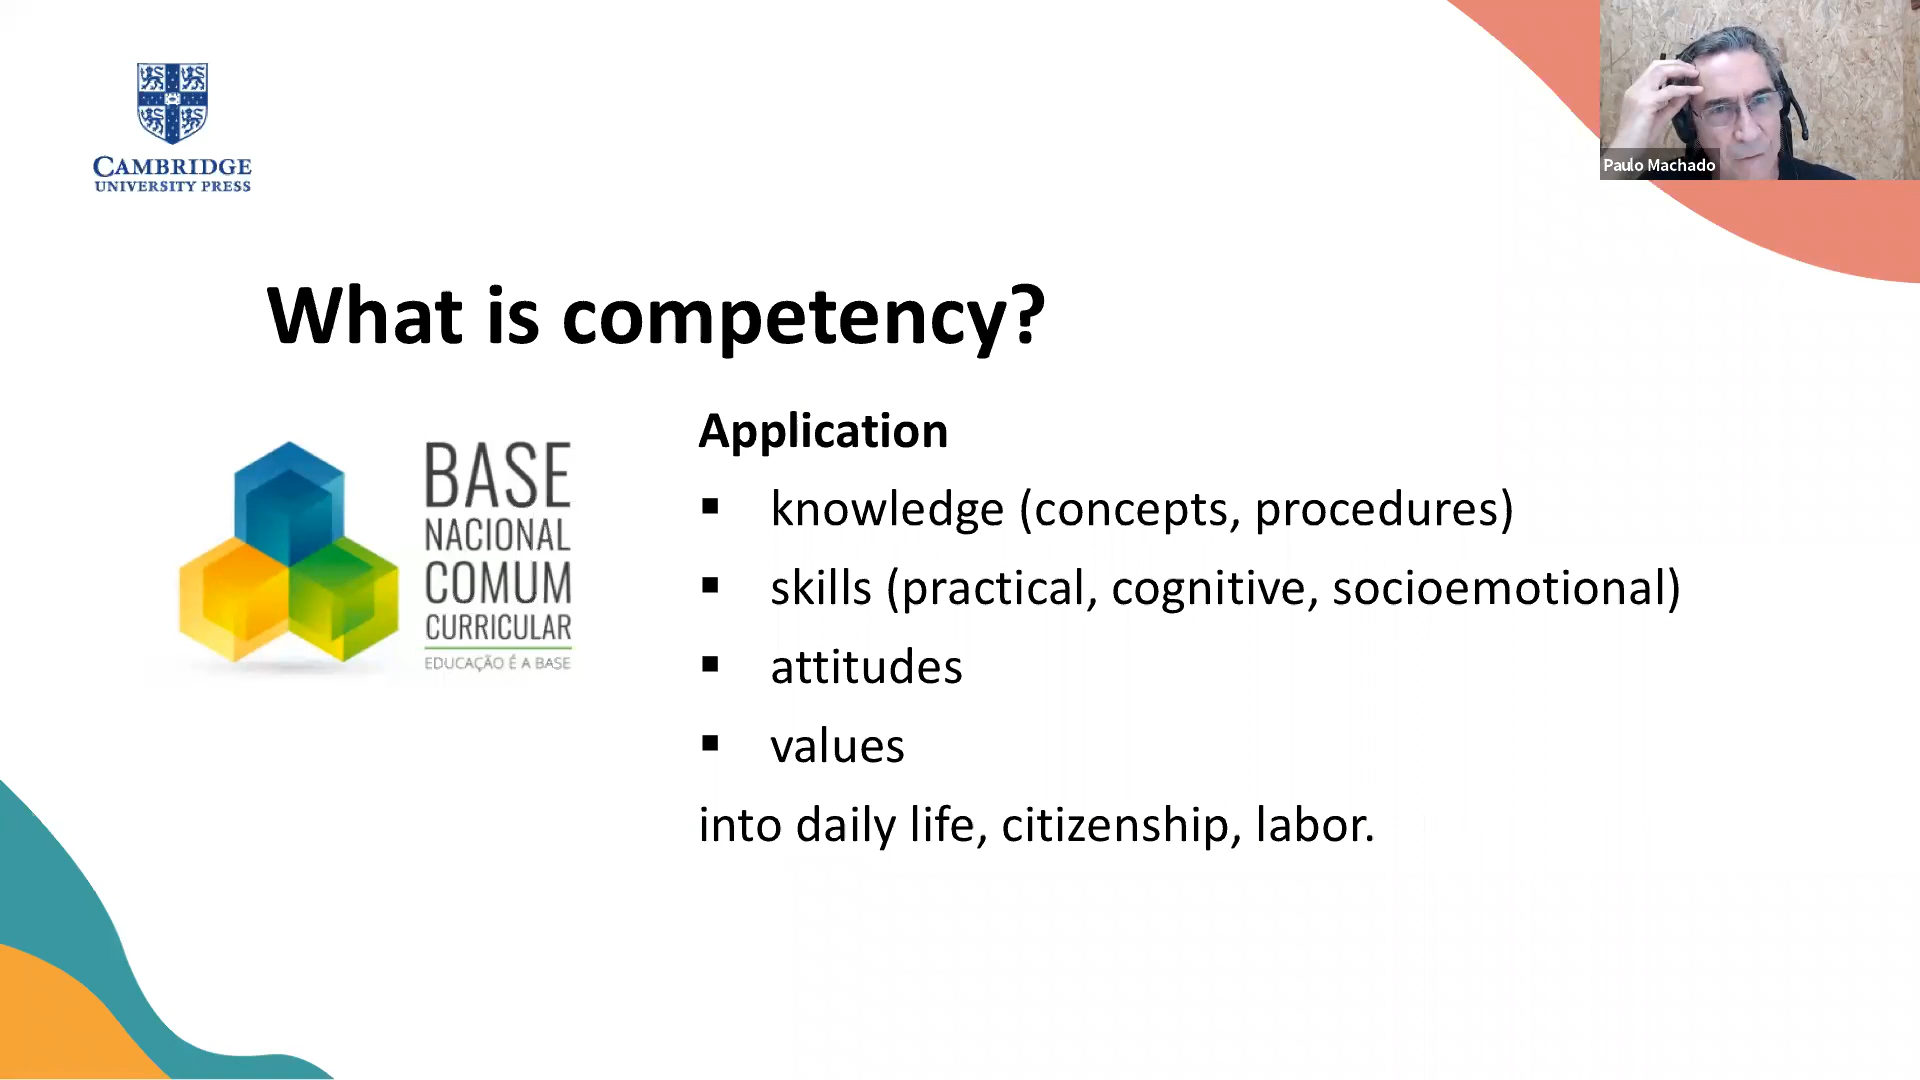 CAMBRIDGE
UNIVERSITY PRESS
Paulo Machado
What is competency?
BASE
NACIONAL
COMUM
CURRICULAR
EDUCAÇÃO É A BASE
Application
▪ knowledge (concepts, procedures)
▪ skills (practical, cognitive, socioemotional)
▪ attitudes
▪ values
into daily life, citizenship, labor.